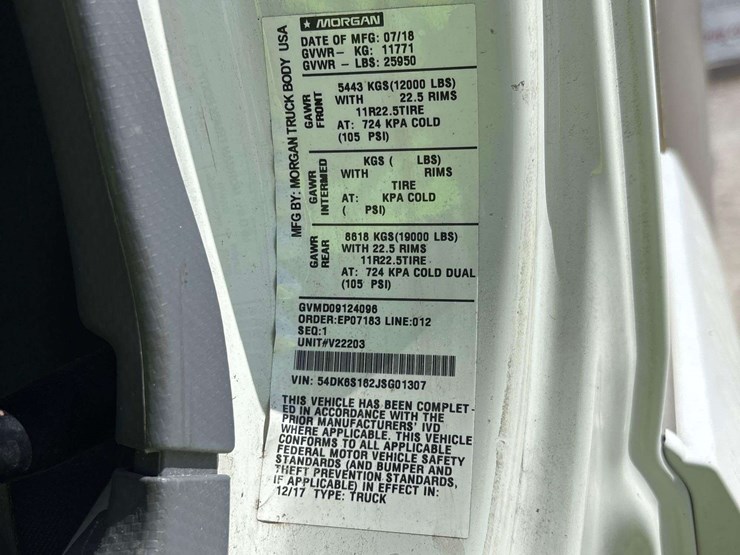 ★ MORGAN
MFG BY: MORGAN TRUCK BODY USA
DATE OF MFG: 07/18
GVWR- KG: 11771
GVWR - LBS: 25950
GAWR
FRONT
5443 KGS(12000 LBS)
WITH 22.5 RIMS
11R22.5TIRE
AT: 724 KPA COLD
(105 PSI)
GAWR
INTERMED
KGS ( LBS)
WITH RIMS
TIRE
AT: KPA COLD
( PSI)
GAWR
REAR
8618 KGS(19000 LBS)
WITH 22.5 RIMS
11R22.5TIRE
AT: 724 KPA COLD DUAL
(105 PSI)
GVMD09124096
ORDER:EP07183 LINE:012
SEQ:1
UNIT#V22203
VIN: 54DK6S162JSG01307
THIS VEHICLE HAS BEEN COMPLET-
ED IN ACCORDANCE WITH THE
PRIOR MANUFACTURERS' IVD
WHERE APPLICABLE. THIS VEHICLE
CONFORMS TO ALL APPLICABLE
FEDERAL MOTOR VEHICLE SAFETY
STANDARDS (AND BUMPER AND
THEFT PREVENTION STANDARDS,
IF APPLICABLE) IN EFFECT IN:
12/17 TYPE: TRUCK